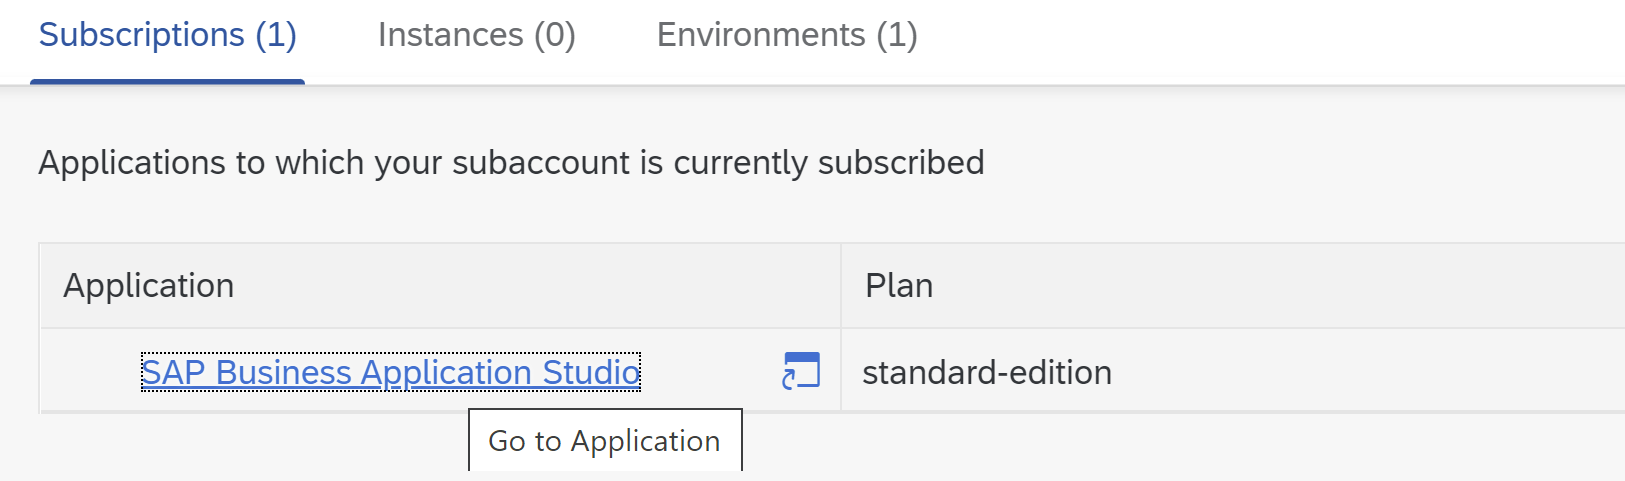 Subscriptions (1) Instances (0) Environments (1)
Applications to which your subaccount is currently subscribed
Application Plan
SAP Business Application Studio standard-edition
Go to Application